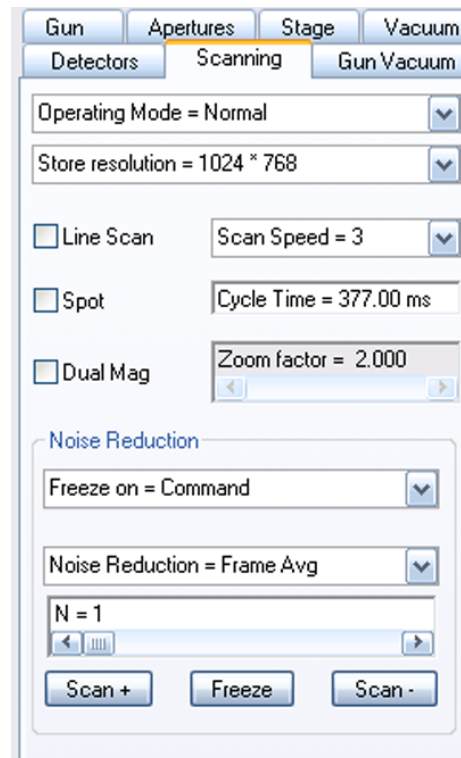 Gun Apertures Stage Vacuum
Detectors Scanning Gun Vacuum
Operating Mode = Normal
Store resolution = 1024 * 768
Line Scan Scan Speed = 3
Spot Cycle Time = 377.00 ms
Dual Mag Zoom factor = 2.000
Noise Reduction
Freeze on = Command
Noise Reduction = Frame Avg
N = 1
Scan + Freeze Scan -